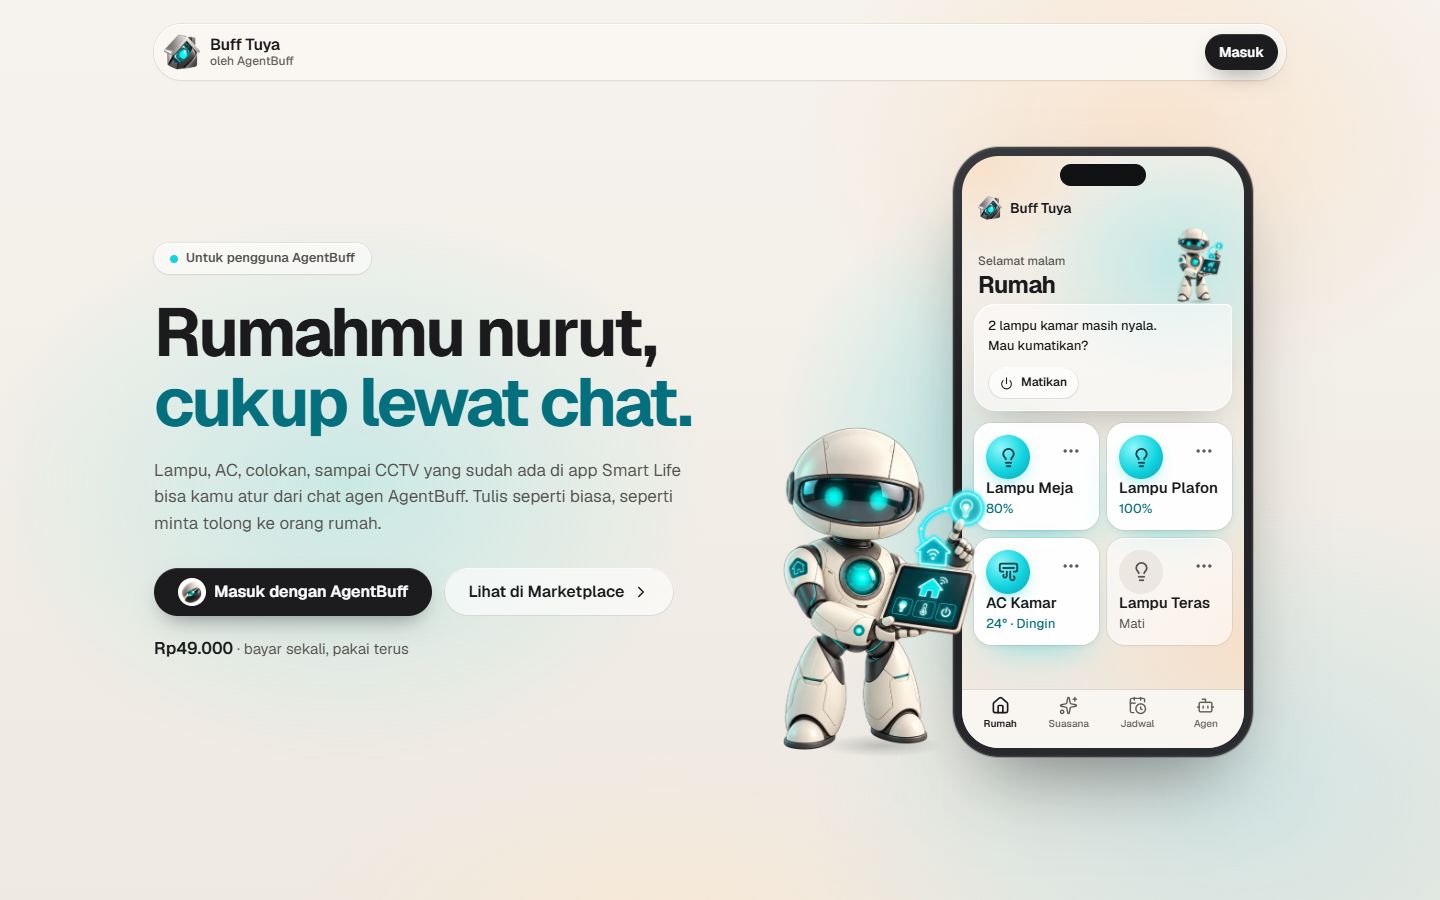 Buff Tuya
oleh AgentBuff
Masuk
Untuk pengguna AgentBuff
Rumahmu nurut,
cukup lewat chat.
Lampu, AC, colokan, sampai CCTV yang sudah ada di app Smart Life
bisa kamu atur dari chat agen AgentBuff. Tulis seperti biasa, seperti
minta tolong ke orang rumah.
Masuk dengan AgentBuff
Lihat di Marketplace
Rp49.000 · bayar sekali, pakai terus
Buff Tuya
Selamat malam
Rumah
2 lampu kamar masih nyala.
Mau kumatikan?
Matikan
Lampu Meja
80%
Lampu Plafon
100%
AC Kamar
24° · Dingin
Lampu Teras
Mati
Rumah
Suasana
Jadwal
Agen